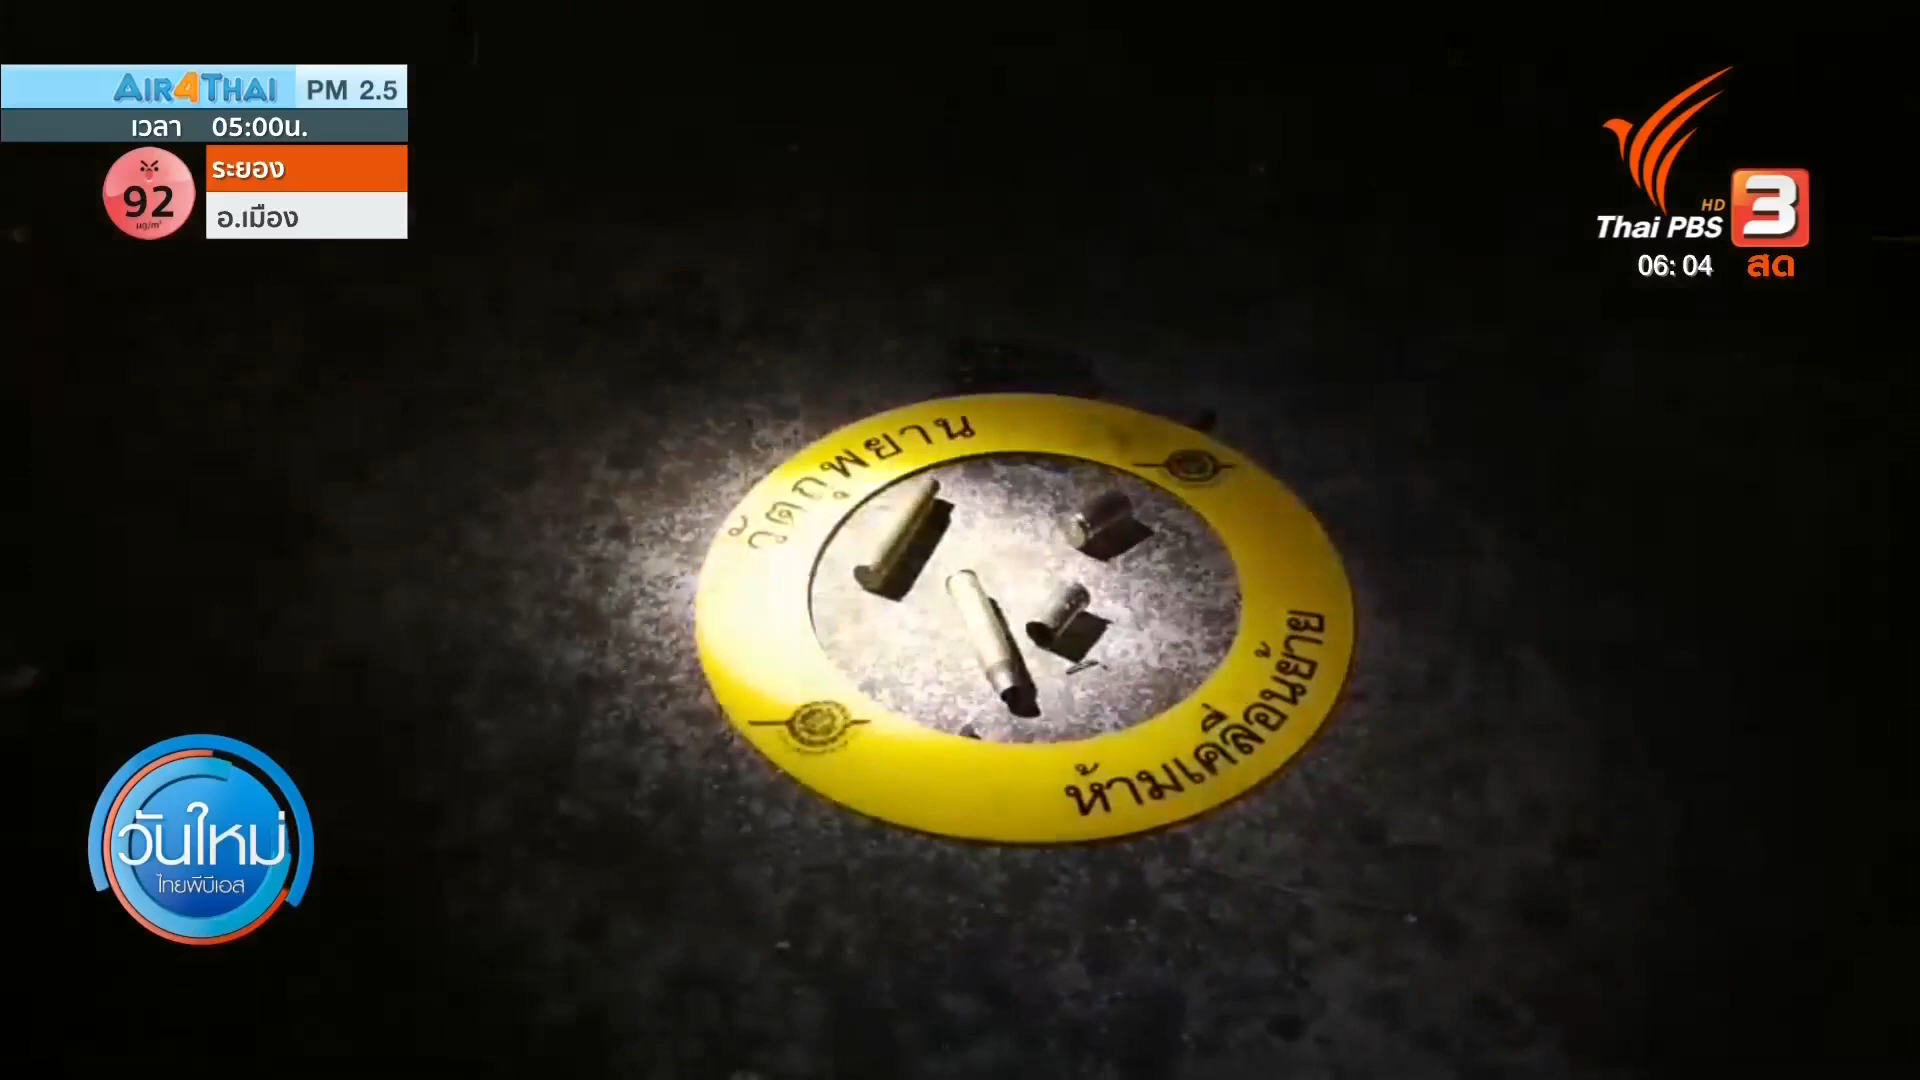 AIR4THAI PM 2.5
เวลา 05:00น.
92
µg/m³
ระยอง
อ.เมือง
HD
Thai PBS 3
06:04 สด
วัตถุพยาน
ห้ามเคลื่อนย้าย
วันใหม่
ไทยพีบีเอส